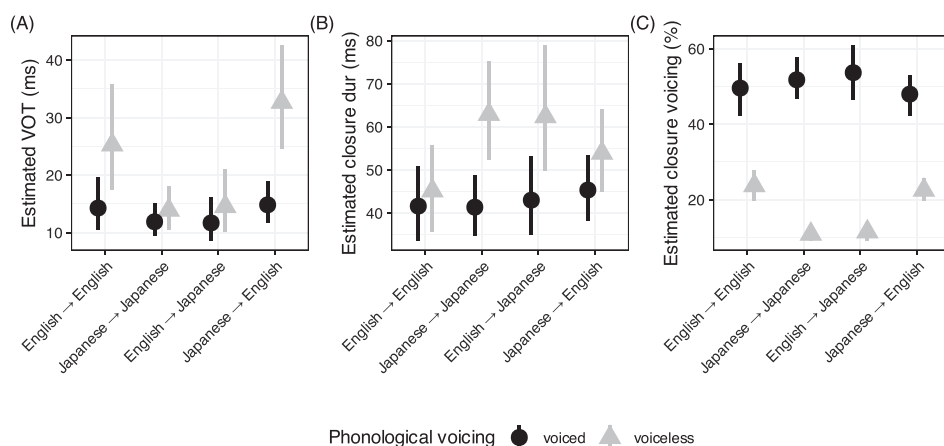 (A)
Estimated VOT (ms)
40
30
20
10
English → English
Japanese → Japanese
English → Japanese
Japanese → English
(B)
Estimated closure dur (ms)
80
70
60
50
40
English → English
Japanese → Japanese
English → Japanese
Japanese → English
(C)
Estimated closure voicing (%)
60
40
20
English → English
Japanese → Japanese
English → Japanese
Japanese → English
Phonological voicing voiced voiceless